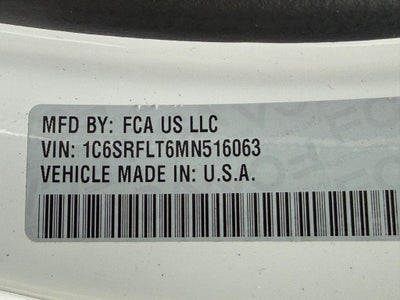 MFD BY: FCA US LLC
VIN: 1C6SRFLT6MN516063
VEHICLE MADE IN: U.S.A.